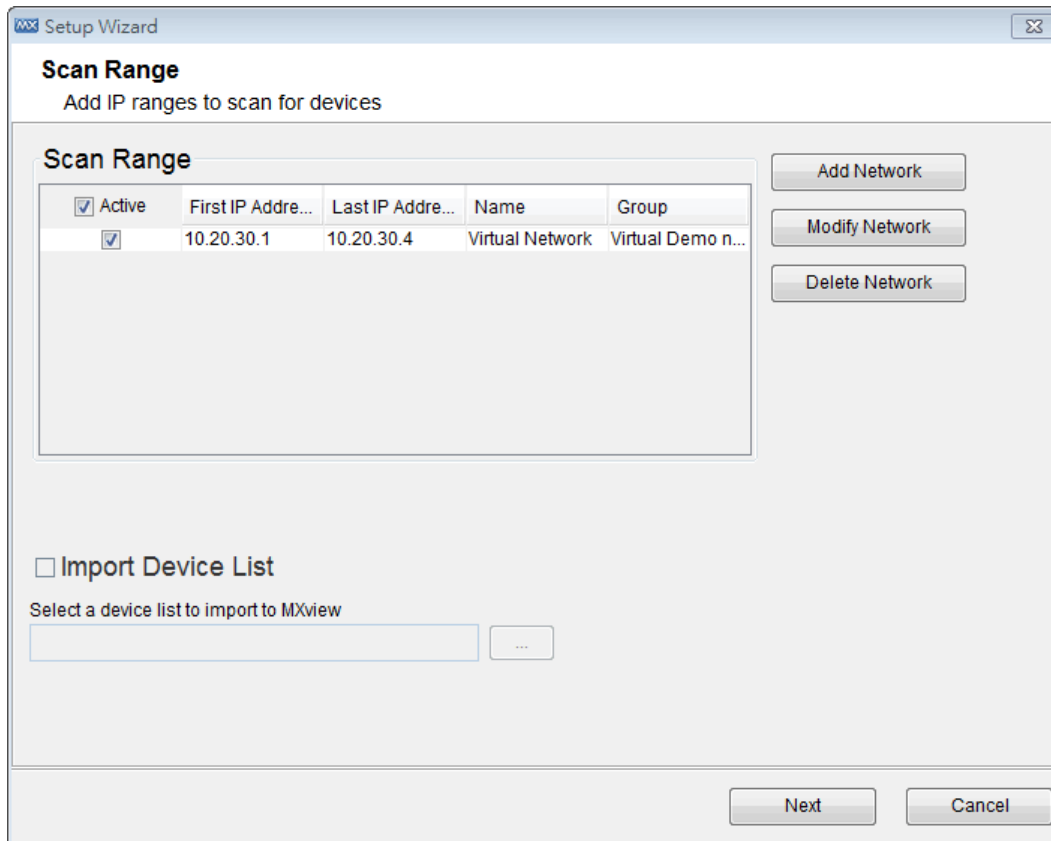 MX Setup Wizard
Scan Range
Add IP ranges to scan for devices
Scan Range
Active First IP Addre... Last IP Addre... Name Group
10.20.30.1 10.20.30.4 Virtual Network Virtual Demo n...
Add Network
Modify Network
Delete Network
Import Device List
Select a device list to import to MXview
...
Next Cancel